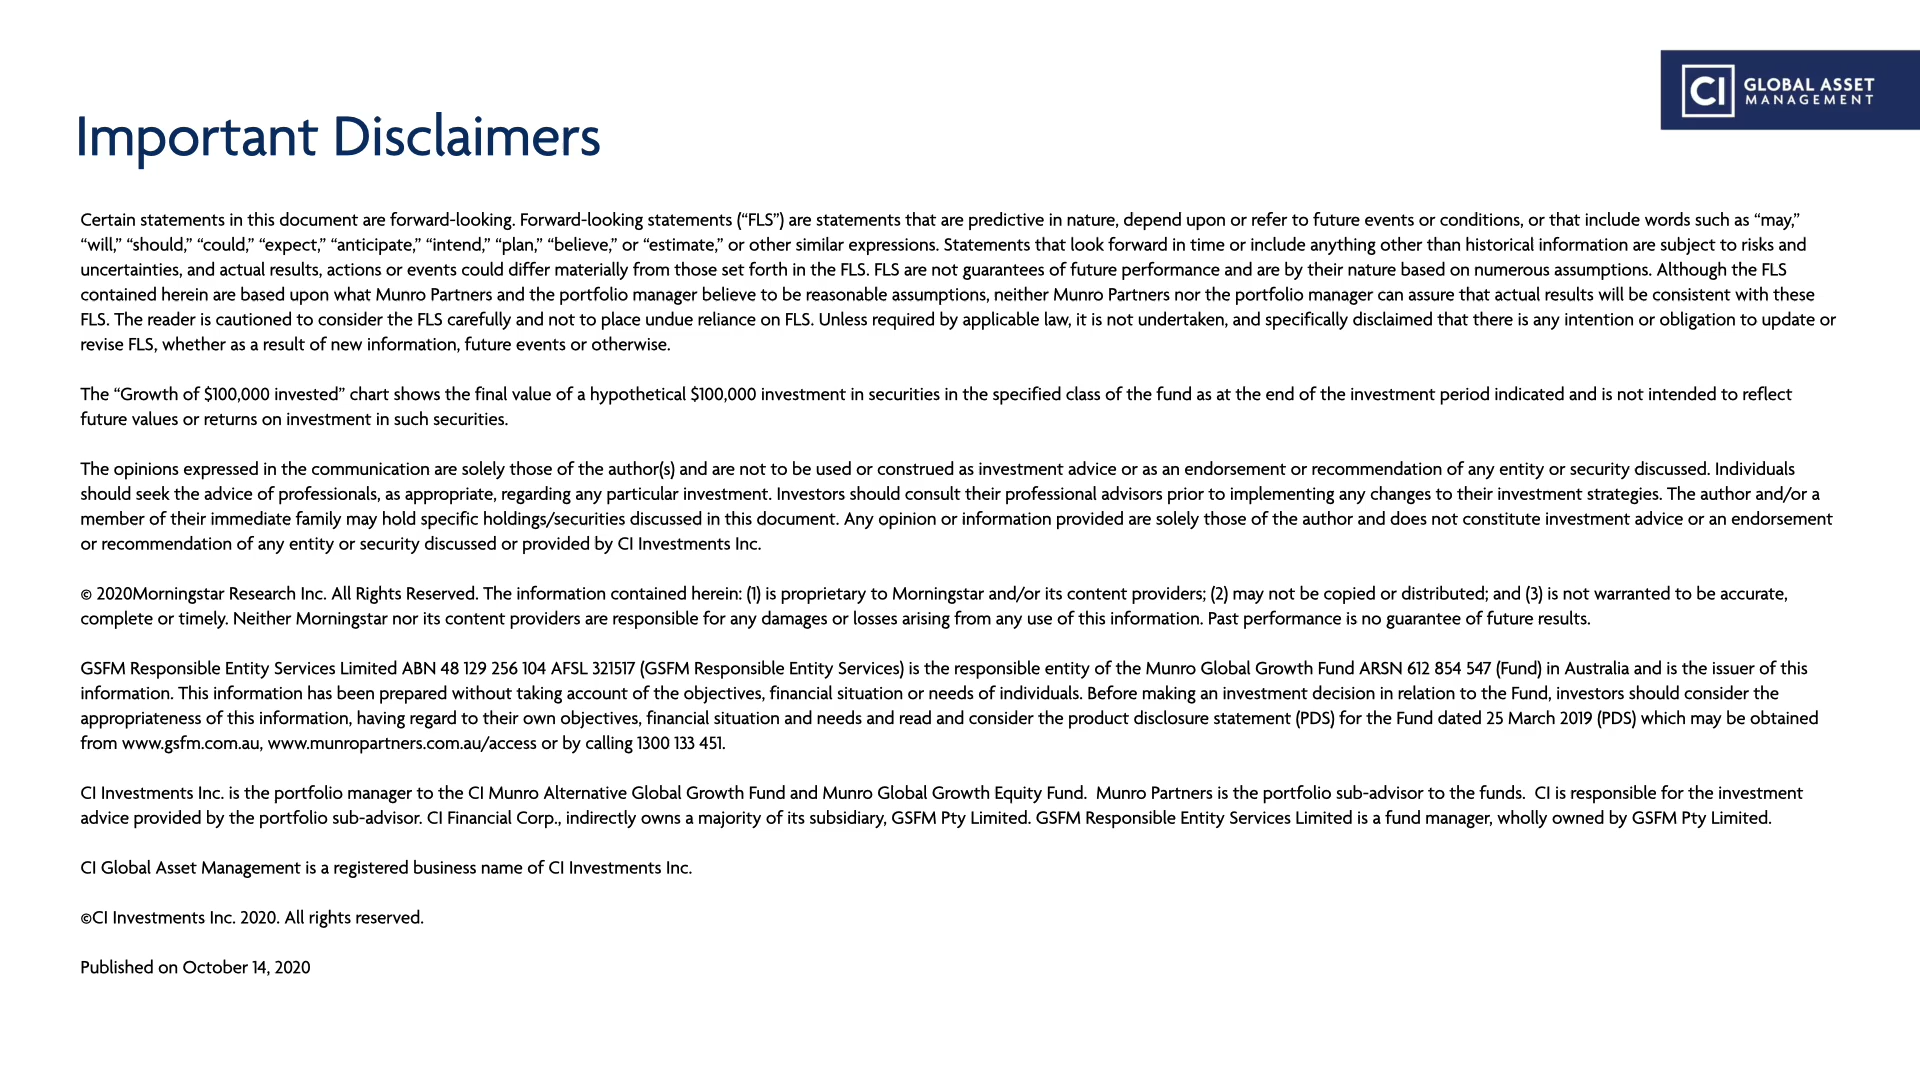 CI GLOBAL ASSET
MANAGEMENT
Important Disclaimers
Certain statements in this document are forward-looking. Forward-looking statements (“FLS”) are statements that are predictive in nature, depend upon or refer to future events or conditions, or that include words such as “may,”
“will,” “should,” “could,” “expect,” “anticipate,” “intend,” “plan,” “believe,” or “estimate,” or other similar expressions. Statements that look forward in time or include anything other than historical information are subject to risks and
uncertainties, and actual results, actions or events could differ materially from those set forth in the FLS. FLS are not guarantees of future performance and are by their nature based on numerous assumptions. Although the FLS
contained herein are based upon what Munro Partners and the portfolio manager believe to be reasonable assumptions, neither Munro Partners nor the portfolio manager can assure that actual results will be consistent with these
FLS. The reader is cautioned to consider the FLS carefully and not to place undue reliance on FLS. Unless required by applicable law, it is not undertaken, and specifically disclaimed that there is any intention or obligation to update or
revise FLS, whether as a result of new information, future events or otherwise.
The “Growth of $100,000 invested” chart shows the final value of a hypothetical $100,000 investment in securities in the specified class of the fund as at the end of the investment period indicated and is not intended to reflect
future values or returns on investment in such securities.
The opinions expressed in the communication are solely those of the author(s) and are not to be used or construed as investment advice or as an endorsement or recommendation of any entity or security discussed. Individuals
should seek the advice of professionals, as appropriate, regarding any particular investment. Investors should consult their professional advisors prior to implementing any changes to their investment strategies. The author and/or a
member of their immediate family may hold specific holdings/securities discussed in this document. Any opinion or information provided are solely those of the author and does not constitute investment advice or an endorsement
or recommendation of any entity or security discussed or provided by CI Investments Inc.
© 2020Morningstar Research Inc. All Rights Reserved. The information contained herein: (1) is proprietary to Morningstar and/or its content providers; (2) may not be copied or distributed; and (3) is not warranted to be accurate,
complete or timely. Neither Morningstar nor its content providers are responsible for any damages or losses arising from any use of this information. Past performance is no guarantee of future results.
GSFM Responsible Entity Services Limited ABN 48 129 256 104 AFSL 321517 (GSFM Responsible Entity Services) is the responsible entity of the Munro Global Growth Fund ARSN 612 854 547 (Fund) in Australia and is the issuer of this
information. This information has been prepared without taking account of the objectives, financial situation or needs of individuals. Before making an investment decision in relation to the Fund, investors should consider the
appropriateness of this information, having regard to their own objectives, financial situation and needs and read and consider the product disclosure statement (PDS) for the Fund dated 25 March 2019 (PDS) which may be obtained
from www.gsfm.com.au, www.munropartners.com.au/access or by calling 1300 133 451.
CI Investments Inc. is the portfolio manager to the CI Munro Alternative Global Growth Fund and Munro Global Growth Equity Fund.  Munro Partners is the portfolio sub-advisor to the funds.  CI is responsible for the investment
advice provided by the portfolio sub-advisor. CI Financial Corp., indirectly owns a majority of its subsidiary, GSFM Pty Limited. GSFM Responsible Entity Services Limited is a fund manager, wholly owned by GSFM Pty Limited.
CI Global Asset Management is a registered business name of CI Investments Inc.
©CI Investments Inc. 2020. All rights reserved.
Published on October 14, 2020